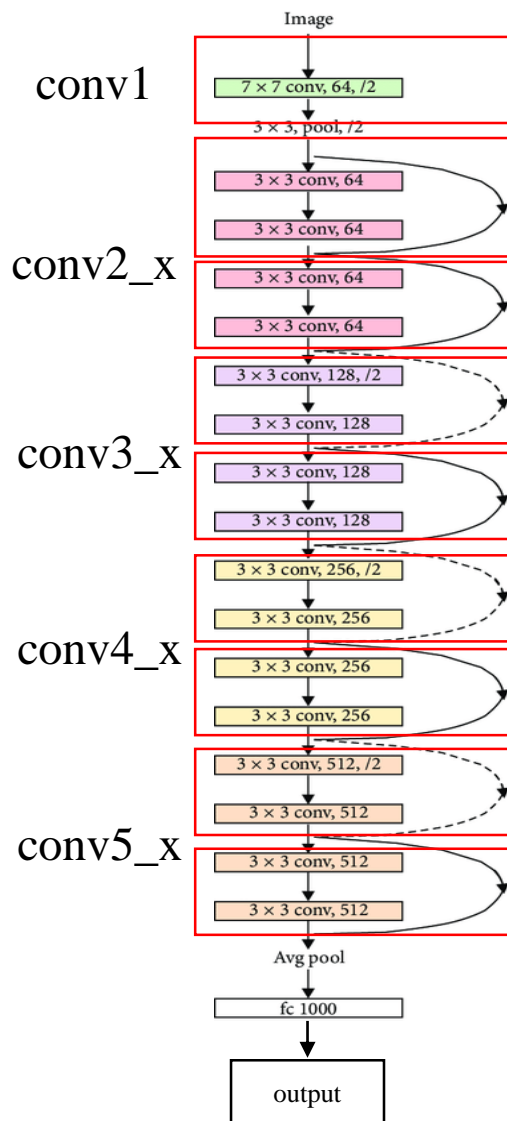 Image
conv1
7 × 7 conv, 64, /2
3 × 3, pool, /2
3 × 3 conv, 64
3 × 3 conv, 64
conv2_x
3 × 3 conv, 64
3 × 3 conv, 64
3 × 3 conv, 128, /2
3 × 3 conv, 128
conv3_x
3 × 3 conv, 128
3 × 3 conv, 128
3 × 3 conv, 256, /2
3 × 3 conv, 256
conv4_x
3 × 3 conv, 256
3 × 3 conv, 256
3 × 3 conv, 512, /2
3 × 3 conv, 512
conv5_x
3 × 3 conv, 512
3 × 3 conv, 512
Avg pool
fc 1000
output